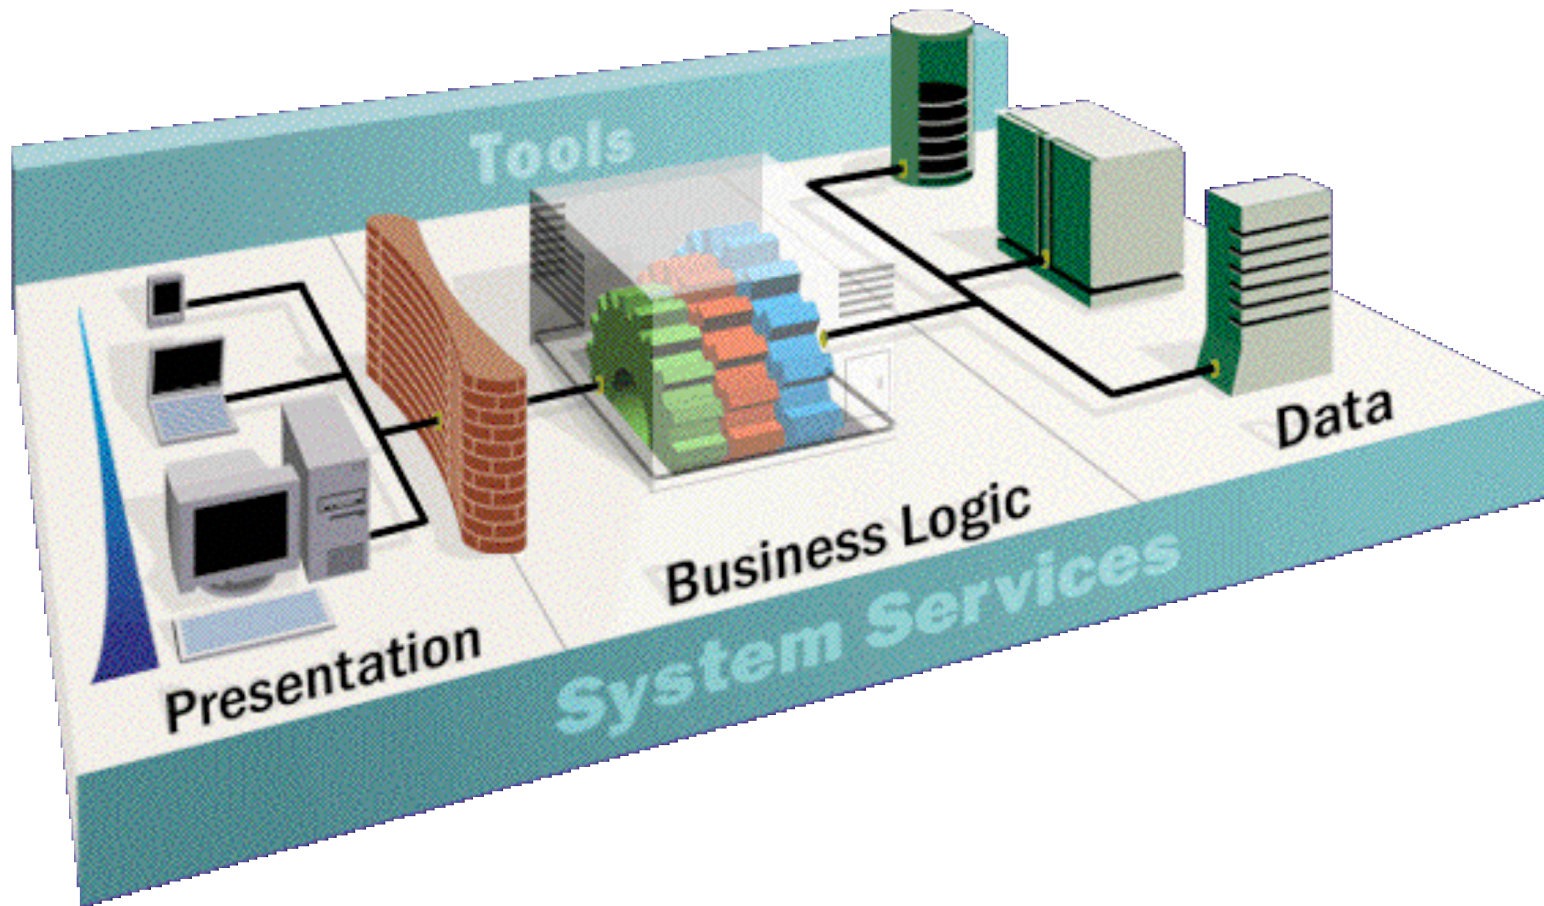 Tools
Presentation
Business Logic
Data
System Services